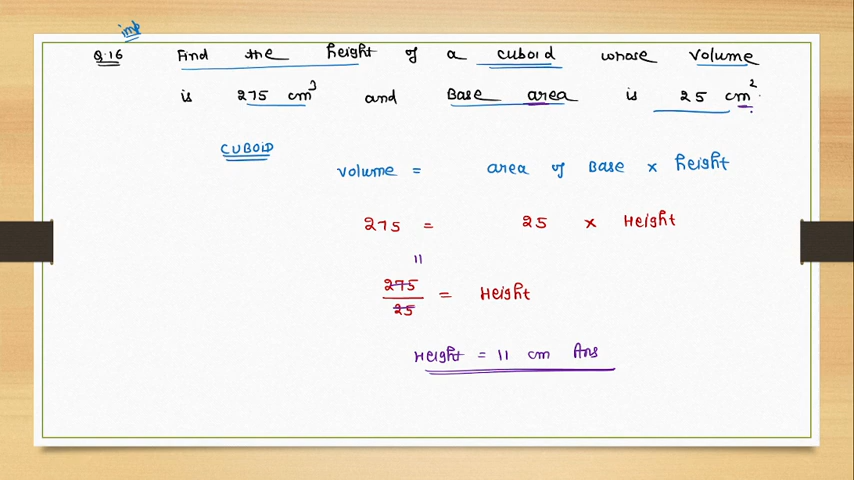 imp
Q.16 Find the height of a cuboid whose volume
is 275 cm³ and Base area is 25 cm².
CUBOID
Volume = area of Base × height
275 = 25 × Height
11
275/25 = Height
Height = 11 cm Ans